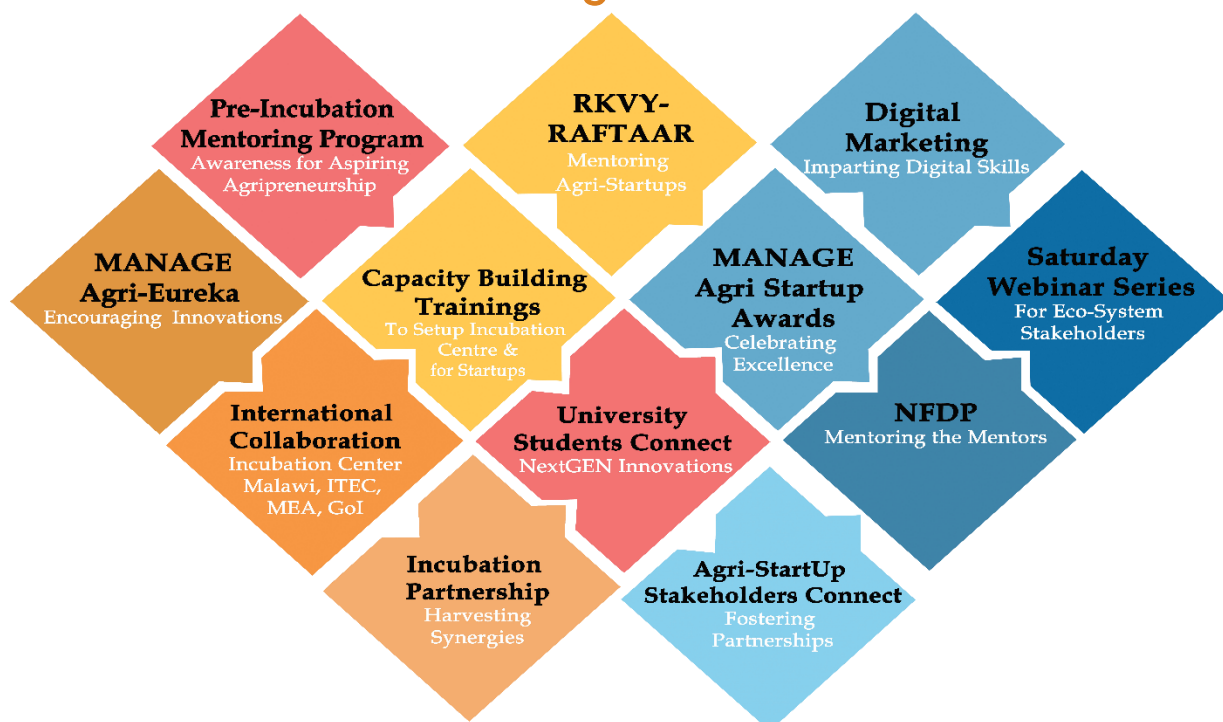 Pre-Incubation
Mentoring Program
Awareness for Aspiring
Agripreneurship
RKVY-
RAFTAAR
Mentoring
Agri-Startups
Digital
Marketing
Imparting Digital Skills
MANAGE
Agri-Eureka
Encouraging Innovations
Capacity Building
Trainings
To Setup Incubation
Centre &
for Startups
MANAGE
Agri Startup
Awards
Celebrating
Excellence
Saturday
Webinar Series
For Eco-System
Stakeholders
International
Collaboration
Incubation Center
Malawi, ITEC,
MEA, GoI
University
Students Connect
NextGEN Innovations
NFDP
Mentoring the Mentors
Incubation
Partnership
Harvesting
Synergies
Agri-StartUp
Stakeholders Connect
Fostering
Partnerships